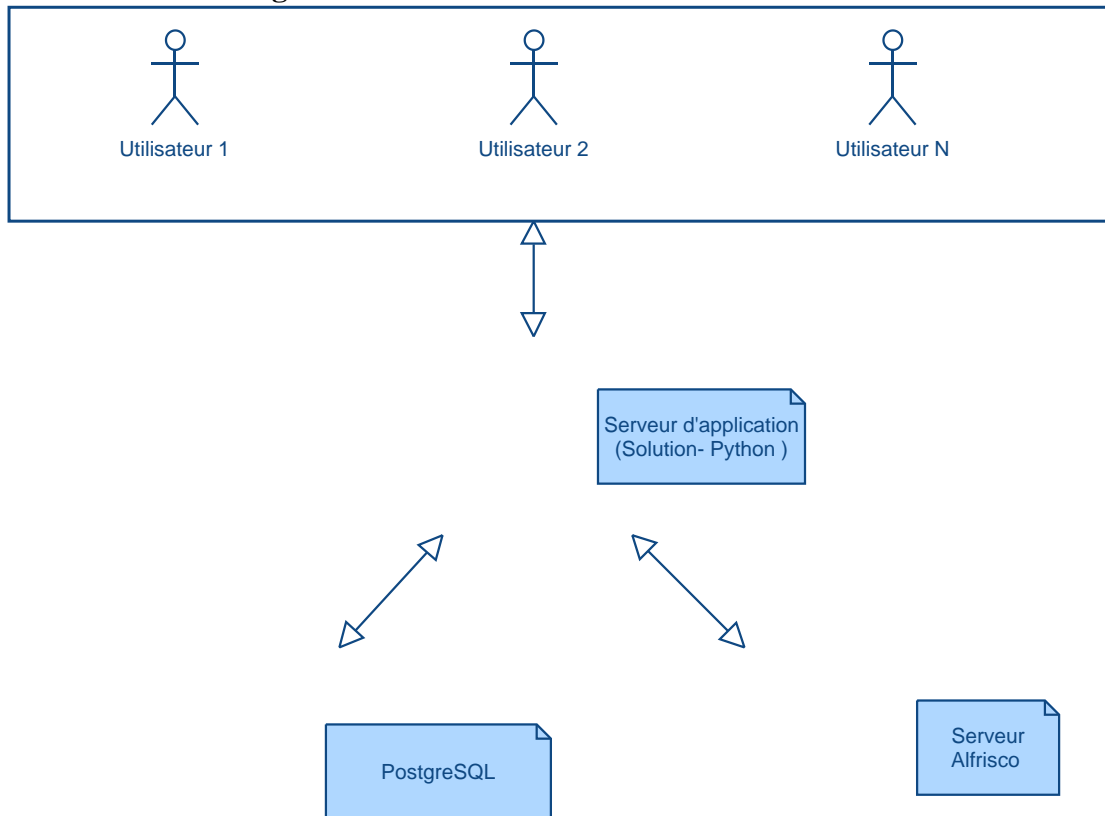 Utilisateur 1
Utilisateur 2
Utilisateur N
Serveur d'application
(Solution- Python )
PostgreSQL
Serveur
Alfrisco